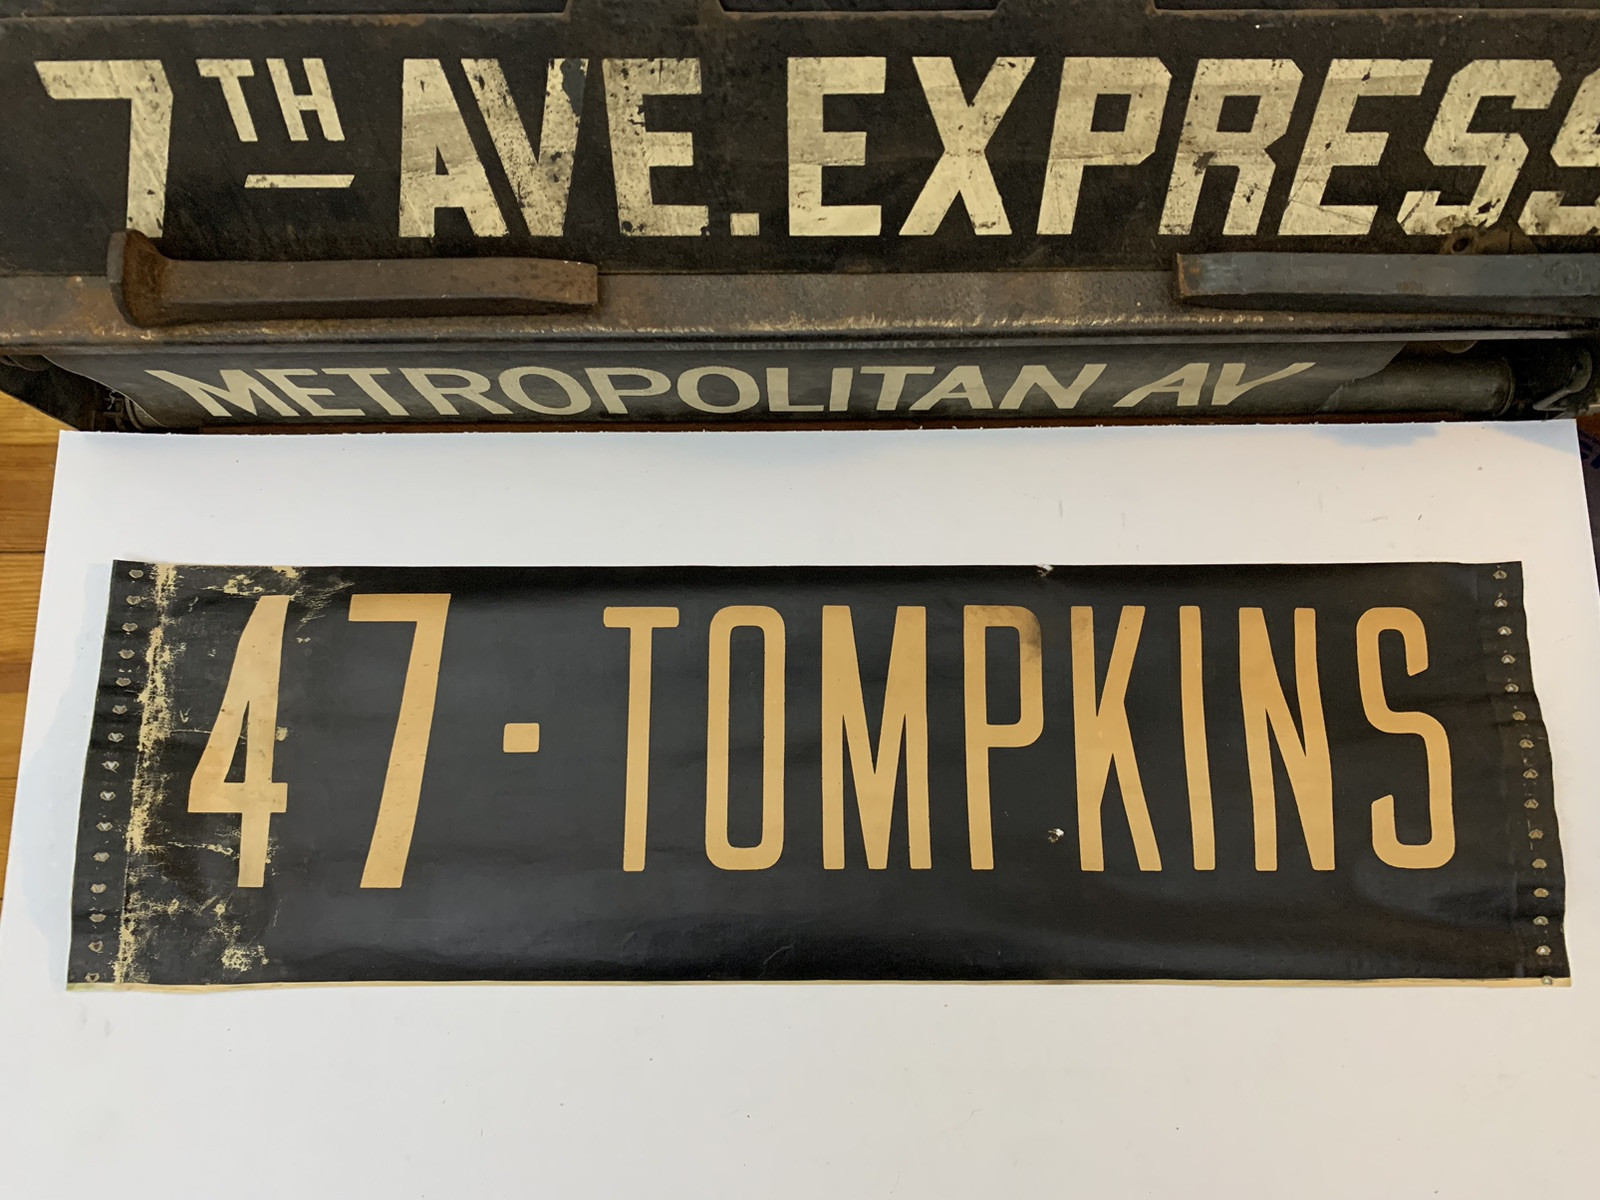 7TH AVE. EXPRESS
METROPOLITAN AV
47 · TOMPKINS